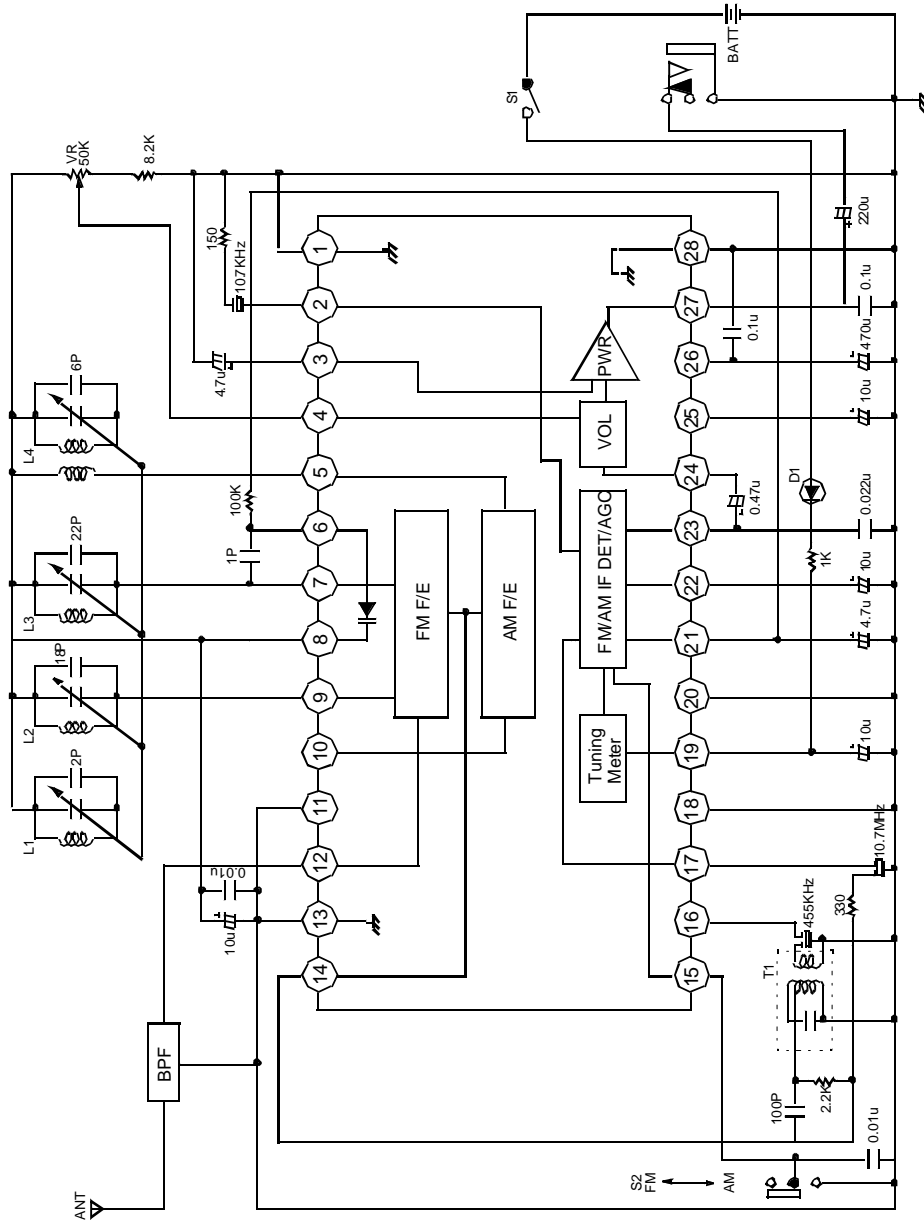 ANT
BPF
L1
2P
L2
18P
L3
22P
L4
6P
VR
50K
8.2K
150
107KHz
4.7u
100K
1P
0.01u
10u
14
13
12
11
10
9
8
7
6
5
4
3
2
1
FM F/E
AM F/E
Tuning
Meter
FM/AM IF DET/AGC
VOL
PWR
15
16
17
18
19
20
21
22
23
24
25
26
27
28
S2
FM
AM
0.01u
100P
2.2K
T1
455KHz
330
10.7MHz
10u
4.7u
10u
1K
D1
0.022u
0.47u
10u
470u
0.1u
0.1u
220u
S1
BATT